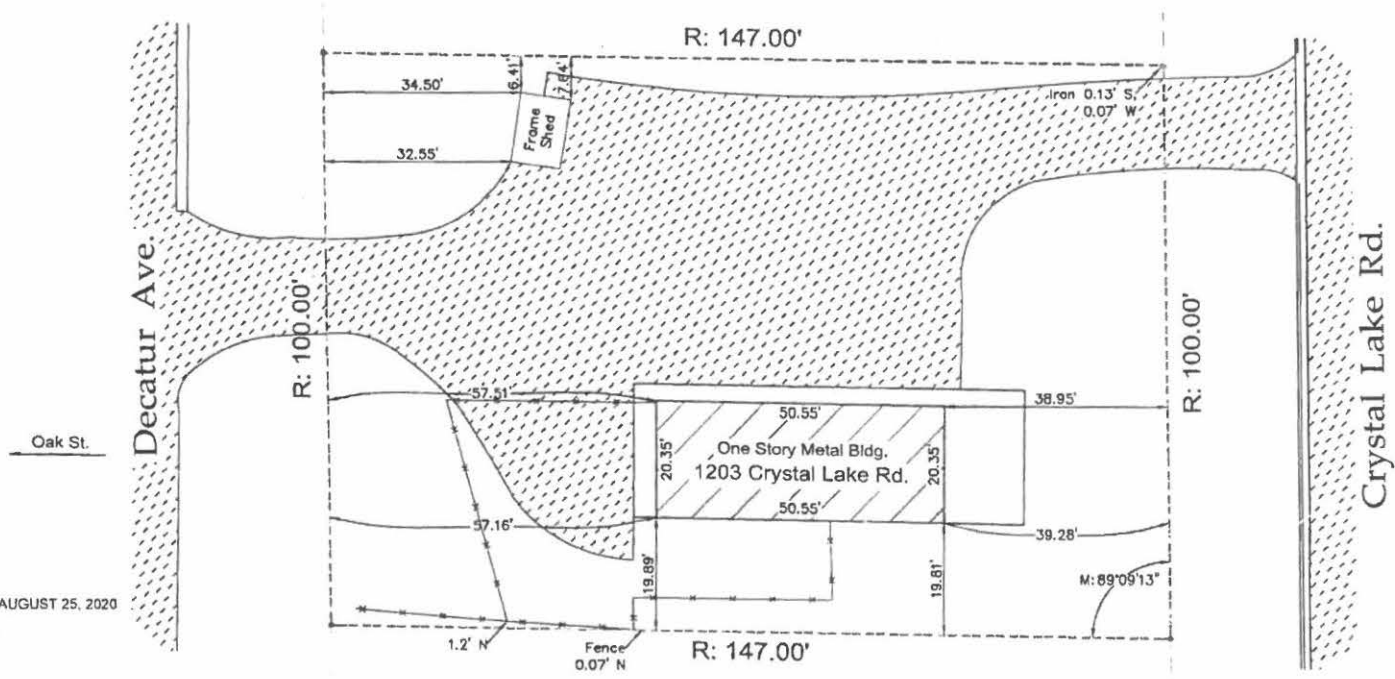 R: 147.00'
6.41'
7.64'
34.50'
Iron 0.13' S.
0.07' W
Frame
Shed
32.55'
Decatur Ave.
R: 100.00'
R: 100.00'
Crystal Lake Rd.
57.51'
50.55'
38.95'
Oak St.
20.35'
One Story Metal Bldg.
1203 Crystal Lake Rd.
20.35'
50.55'
57.16'
39.28'
19.89'
19.81'
M: 89°09'13"
AUGUST 25, 2020
1.2' N
Fence
0.07' N
R: 147.00'